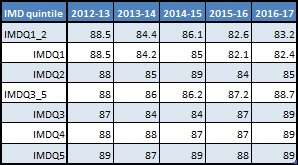 IMD quintile 2012-13 2013-14 2014-15 2015-16 2016-17
IMDQ1_2 88.5 84.4 86.1 82.6 83.2
IMDQ1 88.5 84.2 85 82.1 82.4
IMDQ2 88 85 89 84 85
IMDQ3_5 88 86 86.2 87.2 88.7
IMDQ3 87 84 84 87 89
IMDQ4 88 88 87 87 89
IMDQ5 89 87 89 88 89